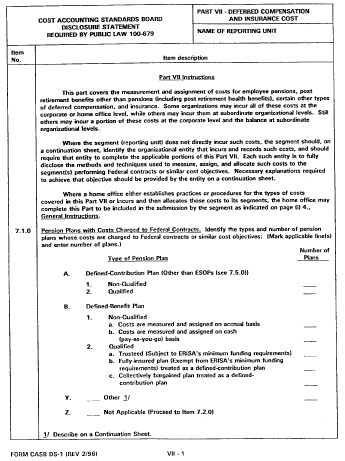 COST ACCOUNTING STANDARDS BOARD
DISCLOSURE STATEMENT
REQUIRED BY PUBLIC LAW 100-679
PART VII - DEFERRED COMPENSATION
AND INSURANCE COST
NAME OF REPORTING UNIT
Item
No.
Item description
Part VII Instructions
This part covers the measurement and assignment of costs for employee pensions, post
retirement benefits other than pensions (including post retirement health benefits), certain other types
of deferred compensation, and insurance. Some organizations may incur all of these costs at the
corporate or home office level, while others may incur them at subordinate organizational levels. Still
others may incur a portion of these costs at the corporate level and the balance at subordinate
organizational levels.
Where the segment (reporting unit) does not directly incur such costs, the segment should, on
a continuation sheet, identify the organizational entity that incurs and records such costs, and should
require that entity to complete the applicable portions of this Part VII. Each such entity is to fully
disclose the methods and techniques used to measure, assign, and allocate such costs to the
segment(s) performing Federal contracts or similar cost objectives. Necessary explanations required
to achieve that objective should be provided by the entity on a continuation sheet.
Where a home office either establishes practices or procedures for the types of costs
covered in this Part VII or incurs and then allocates those costs to its segments, the home office may
complete this Part to be included in the submission by the segment as indicated on page (i) 4.,
General Instructions.
7.1.0 Pension Plans with Costs Charged to Federal Contracts. Identify the types and number of pension
plans whose costs are charged to Federal contracts or similar cost objectives: (Mark applicable line(s)
and enter number of plans.)
Type of Pension Plan
Number of
Plans
A. Defined-Contribution Plan (Other than ESOPs (see 7.5.0))
1. Non-Qualified ____
2. Qualified ____
B. Defined-Benefit Plan
1. Non-Qualified
a. Costs are measured and assigned on accrual basis ____
b. Costs are measured and assigned on cash
(pay-as-you-go) basis ____
2. Qualified
a. Trusteed (Subject to ERISA's minimum funding requirements) ____
b. Fully-insured plan (Exempt from ERISA's minimum funding
requirements) treated as a defined-contribution plan ____
c. Collectively bargained plan treated as a defined-
contribution plan ____
Y. ____ Other 1/ ____
Z. ____ Not Applicable (Proceed to Item 7.2.0)
1/ Describe on a Continuation Sheet.
FORM CASB DS-1 (REV 2/96)
VII - 1